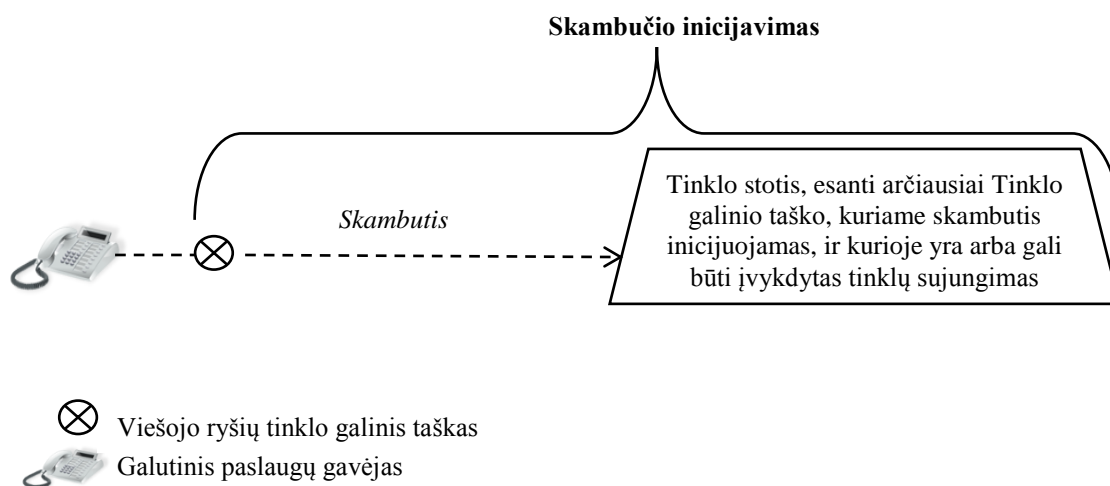 Skambučio inicijavimas
Skambutis
Tinklo stotis, esanti arčiausiai Tinklo
galinio taško, kuriame skambutis
inicijuojamas, ir kurioje yra arba gali
būti įvykdytas tinklų sujungimas
Viešojo ryšių tinklo galinis taškas
Galutinis paslaugų gavėjas